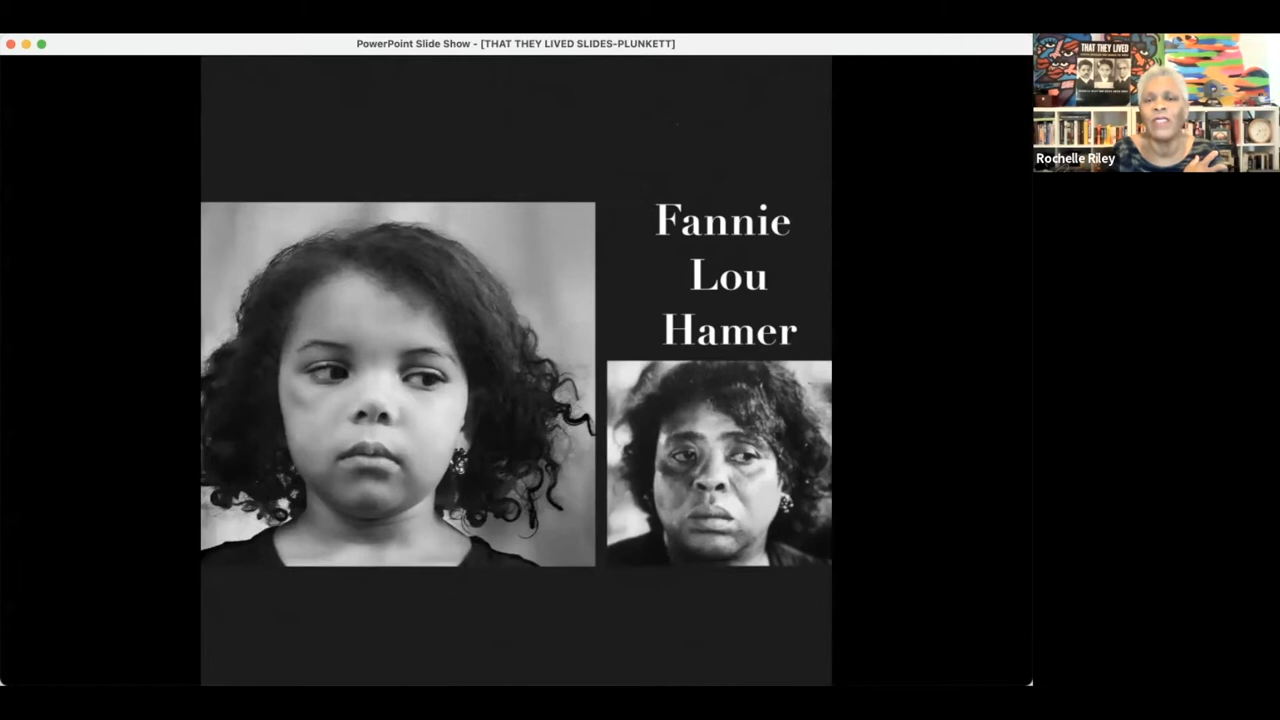 PowerPoint Slide Show - [THAT THEY LIVED SLIDES-PLUNKETT]
Fannie
Lou
Hamer
THAT THEY LIVED
Rochelle Riley